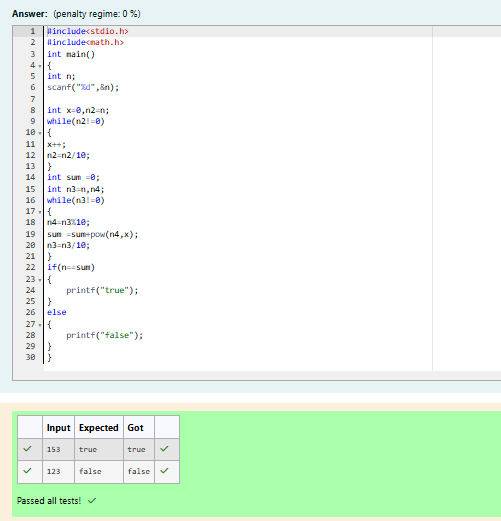 Answer: (penalty regime: 0 %)
1 #include<stdio.h>
2 #include<math.h>
3 int main()
4 {
5 int n;
6 scanf("%d",&n);
7
8 int x=0,n2=n;
9 while(n2!=0)
10 {
11 x++;
12 n2=n2/10;
13 }
14 int sum =0;
15 int n3=n,n4;
16 while(n3!=0)
17 {
18 n4=n3%10;
19 sum =sum+pow(n4,x);
20 n3=n3/10;
21 }
22 if(n==sum)
23 {
24 printf("true");
25 }
26 else
27 {
28 printf("false");
29 }
30 }
Input Expected Got
153 true true
123 false false
Passed all tests!